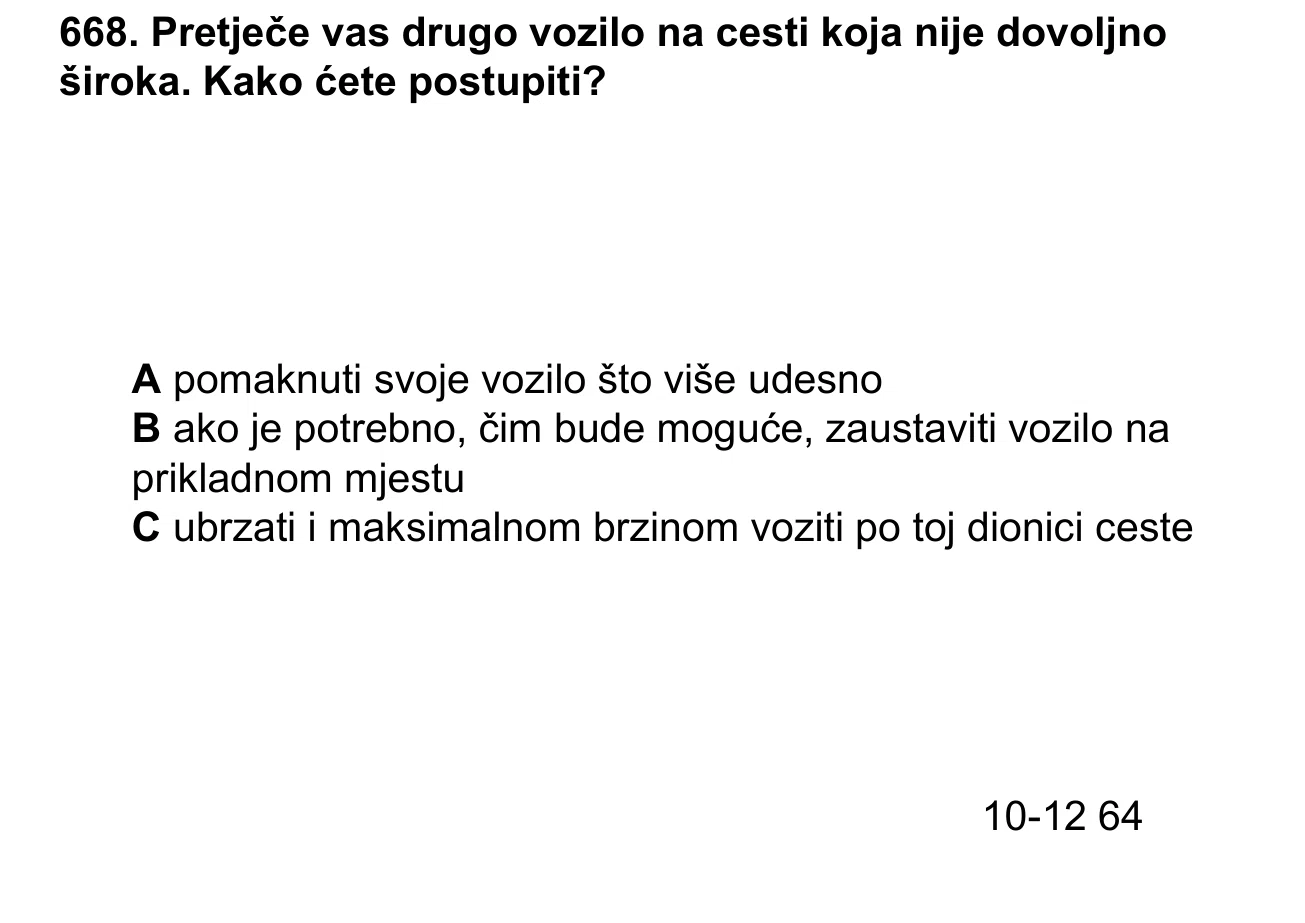 668. Pretječe vas drugo vozilo na cesti koja nije dovoljno
široka. Kako ćete postupiti?
A pomaknuti svoje vozilo što više udesno
B ako je potrebno, čim bude moguće, zaustaviti vozilo na
prikladnom mjestu
C ubrzati i maksimalnom brzinom voziti po toj dionici ceste
10-12 64